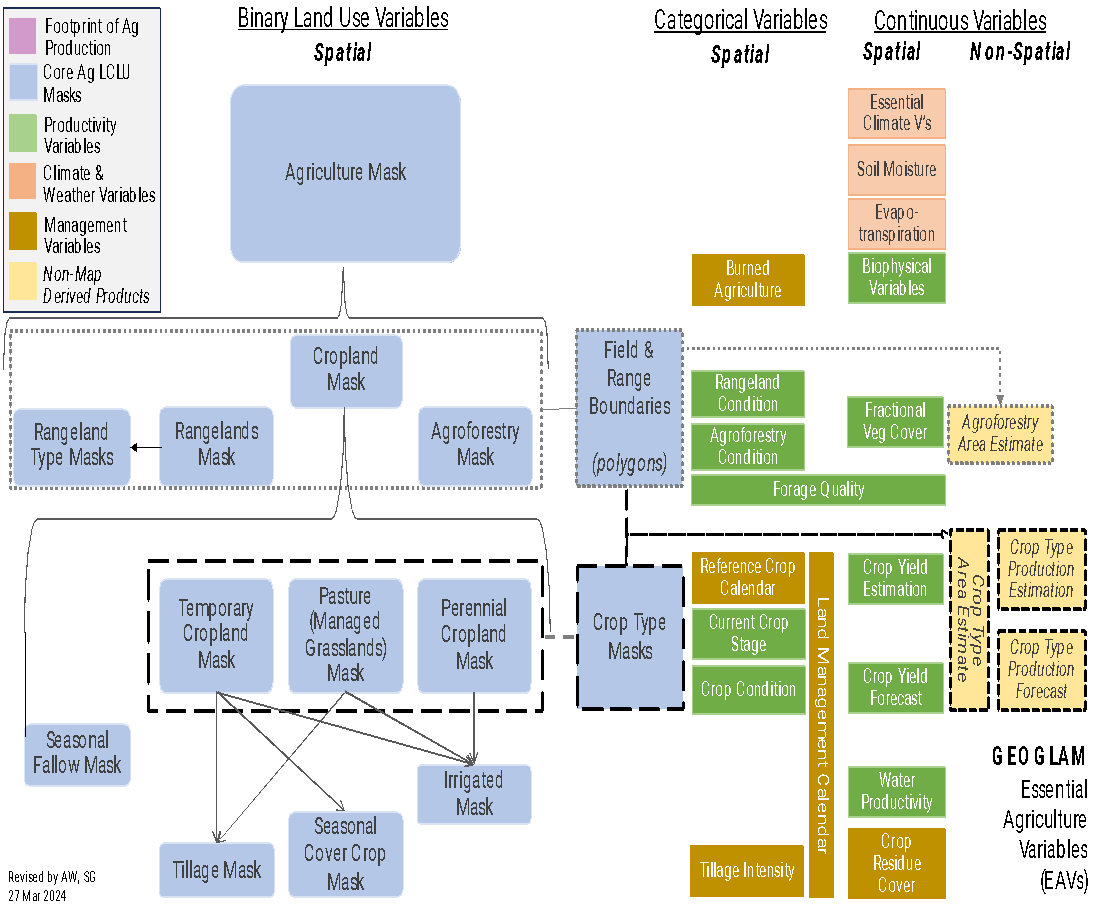 Footprint of Ag
Production
Core Ag LCLU
Masks
Productivity
Variables
Climate &
Weather Variables
Management
Variables
Non-Map
Derived Products
Binary Land Use Variables
Spatial
Categorical Variables
Spatial
Continuous Variables
Spatial
Non-Spatial
Agriculture Mask
Essential
Climate V's
Soil Moisture
Evapo-
transpiration
Burned
Agriculture
Biophysical
Variables
Cropland
Mask
Rangeland
Type Masks
Rangelands
Mask
Agroforestry
Mask
Field &
Range
Boundaries
(polygons)
Rangeland
Condition
Agroforestry
Condition
Fractional
Veg Cover
Agroforestry
Area Estimate
Forage Quality
Temporary
Cropland
Mask
Pasture
(Managed
Grasslands)
Mask
Perennial
Cropland
Mask
Crop Type
Masks
Reference Crop
Calendar
Current Crop
Stage
Crop Condition
Land Management Calendar
Crop Yield
Estimation
Crop Yield
Forecast
Crop Type
Area Estimate
Crop Type
Production
Estimation
Crop Type
Production
Forecast
Seasonal
Fallow Mask
Irrigated
Mask
Tillage Mask
Seasonal
Cover Crop
Mask
Water
Productivity
Tillage Intensity
Crop
Residue
Cover
GEOGLAM
Essential
Agriculture
Variables
(EAVs)
Revised by AW, SG
27 Mar 2024